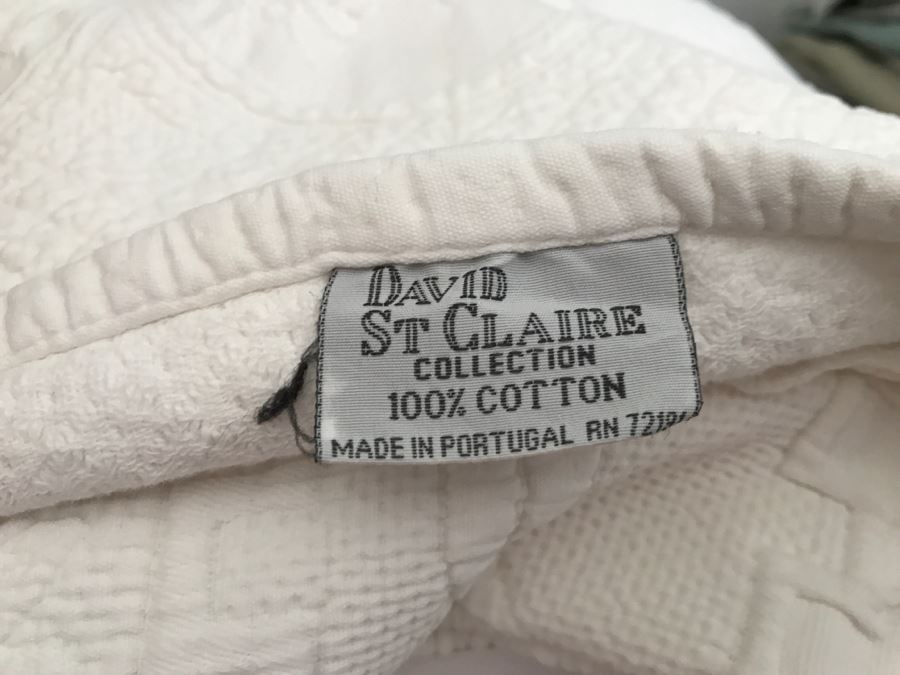 DAVID
ST CLAIRE
COLLECTION
100% COTTON
MADE IN PORTUGAL RN